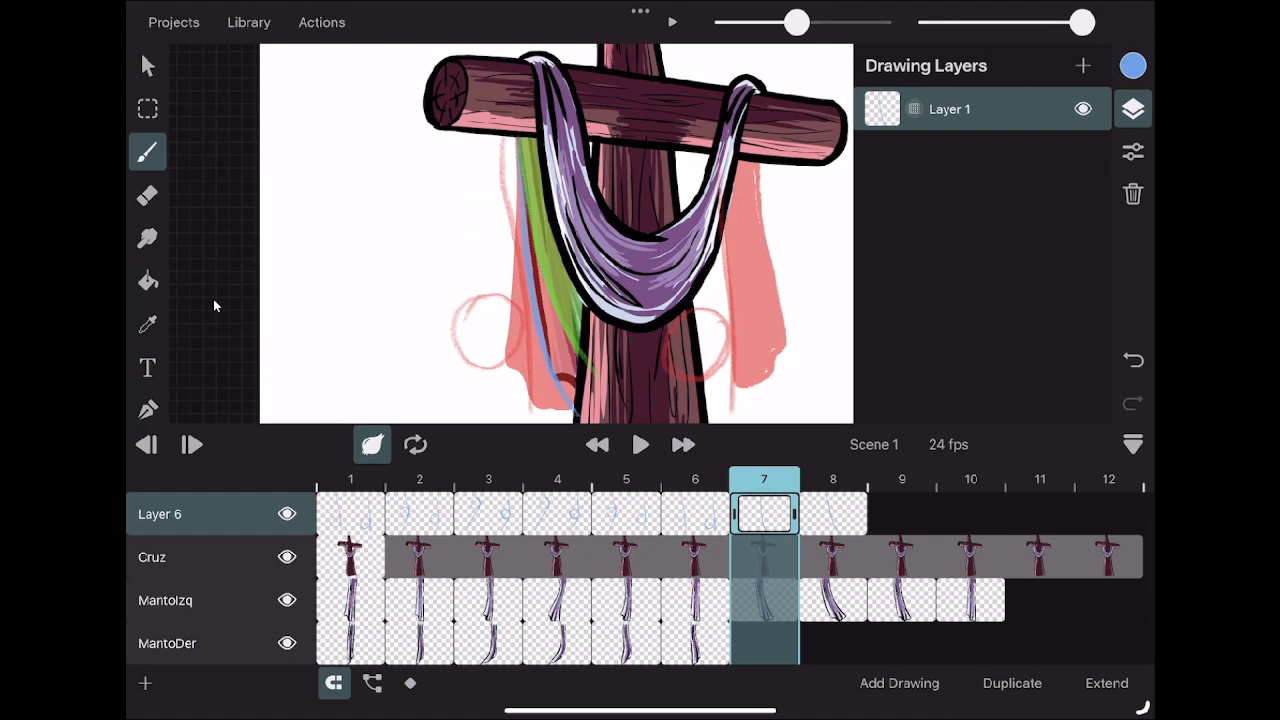 Projects Library Actions
Drawing Layers
Layer 1
T
Scene 1 24 fps
1 2 3 4 5 6 7 8 9 10 11 12
Layer 6
Cruz
MantoIzq
MantoDer
Add Drawing Duplicate Extend